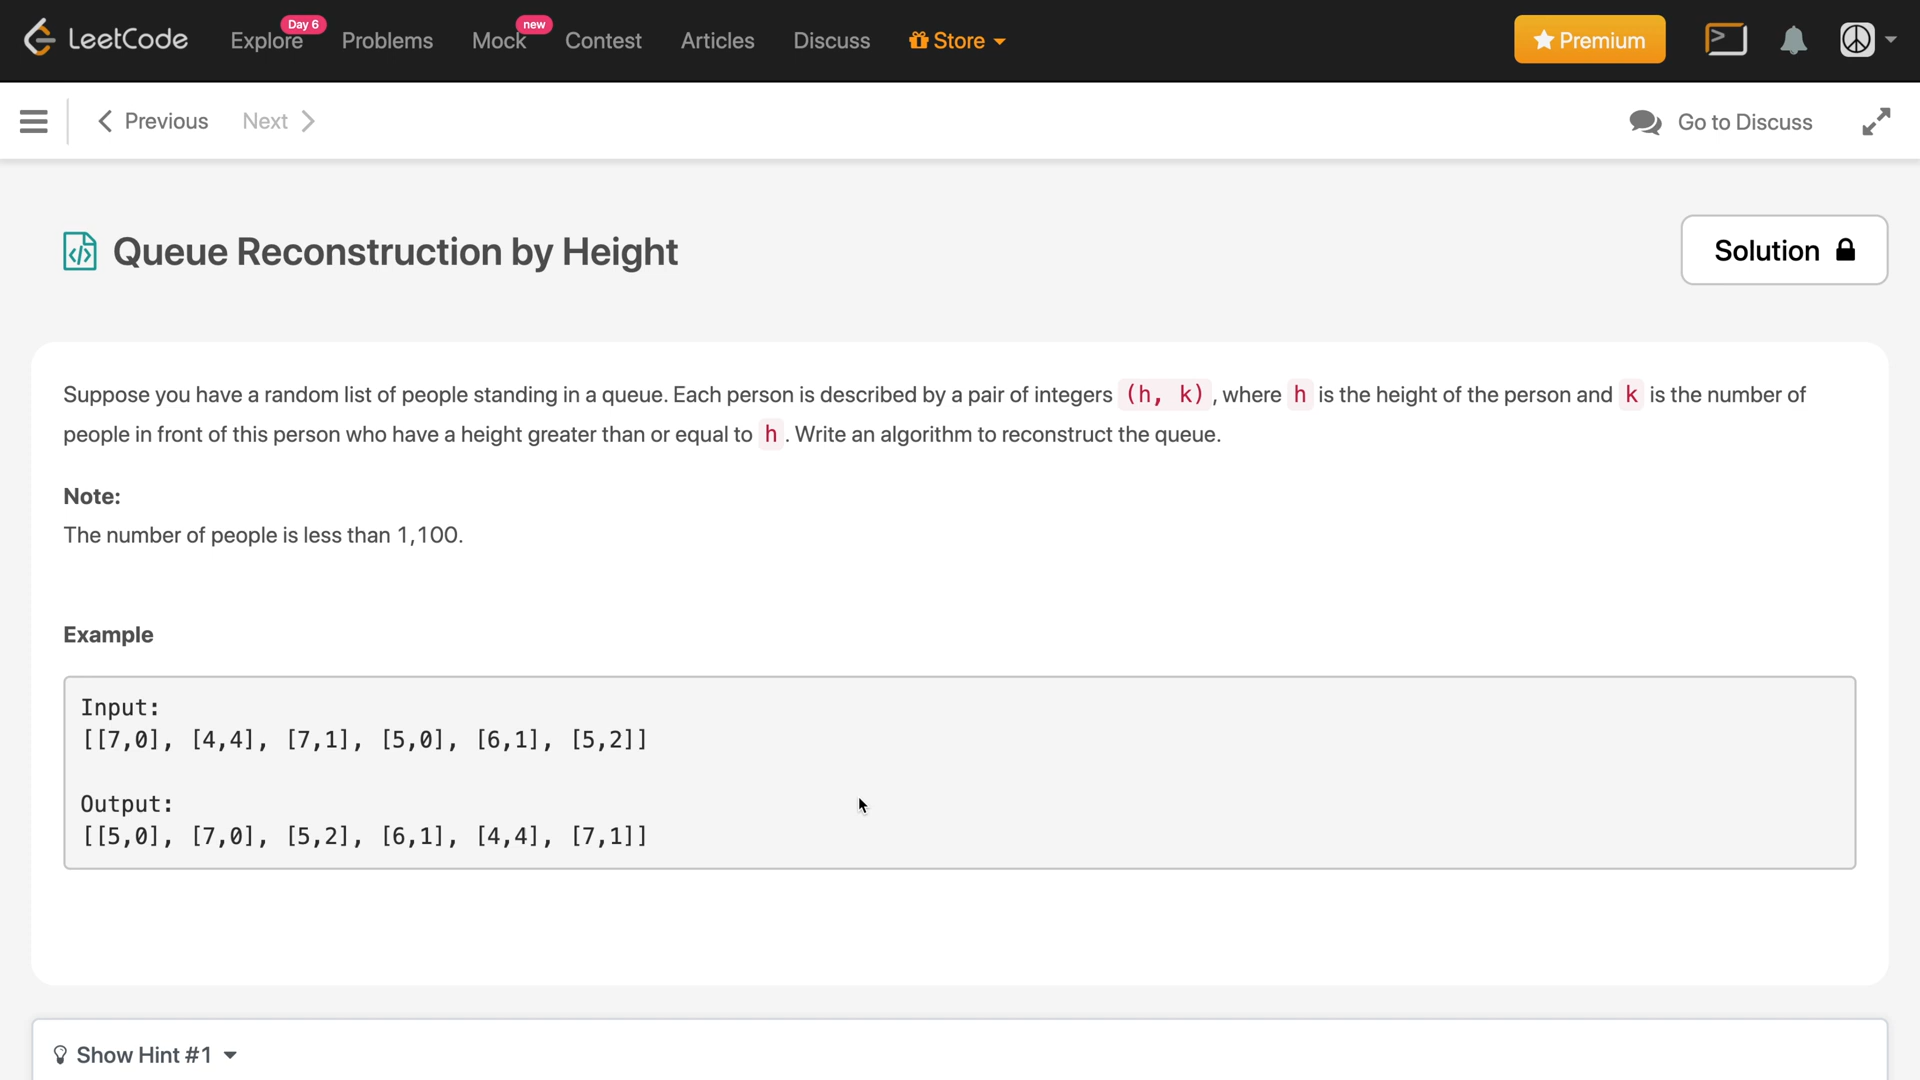 LeetCode Explore Day 6 Problems Mock new Contest Articles Discuss Store Premium
Previous Next Go to Discuss
Queue Reconstruction by Height Solution
Suppose you have a random list of people standing in a queue. Each person is described by a pair of integers (h, k), where h is the height of the person and k is the number of
people in front of this person who have a height greater than or equal to h. Write an algorithm to reconstruct the queue.
Note:
The number of people is less than 1,100.
Example
Input:
[[7,0], [4,4], [7,1], [5,0], [6,1], [5,2]]
Output:
[[5,0], [7,0], [5,2], [6,1], [4,4], [7,1]]
Show Hint #1